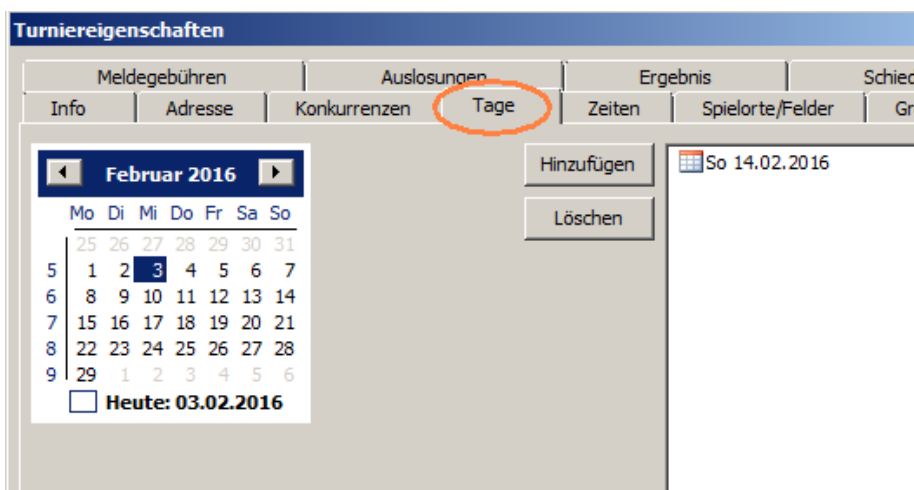 Turniereigenschaften
Meldegebühren Auslosungen Ergebnis
Info Adresse Konkurrenzen Tage Zeiten Spielorte/Felder
Februar 2016 Hinzufügen So 14.02.2016
Mo Di Mi Do Fr Sa So Löschen
25 26 27 28 29 30 31
5 1 2 3 4 5 6 7
6 8 9 10 11 12 13 14
7 15 16 17 18 19 20 21
8 22 23 24 25 26 27 28
9 29 1 2 3 4 5 6
Heute: 03.02.2016